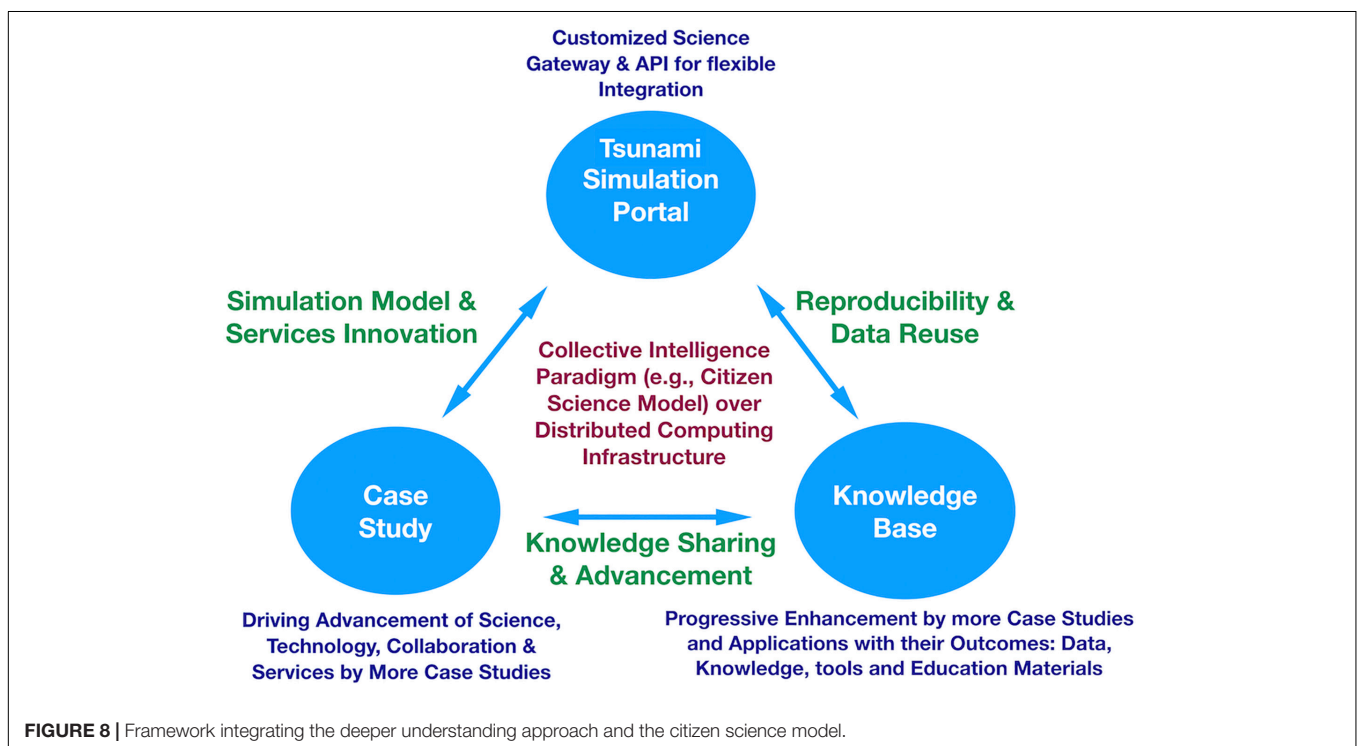 Customized Science
Gateway & API for flexible
Integration
Tsunami
Simulation
Portal
Simulation Model &
Services Innovation
Reproducibility &
Data Reuse
Collective Intelligence
Paradigm (e.g., Citizen
Science Model) over
Distributed Computing
Infrastructure
Case
Study
Knowledge
Base
Knowledge Sharing
& Advancement
Driving Advancement of Science,
Technology, Collaboration &
Services by More Case Studies
Progressive Enhancement by more Case Studies
and Applications with their Outcomes: Data,
Knowledge, tools and Education Materials
FIGURE 8 | Framework integrating the deeper understanding approach and the citizen science model.